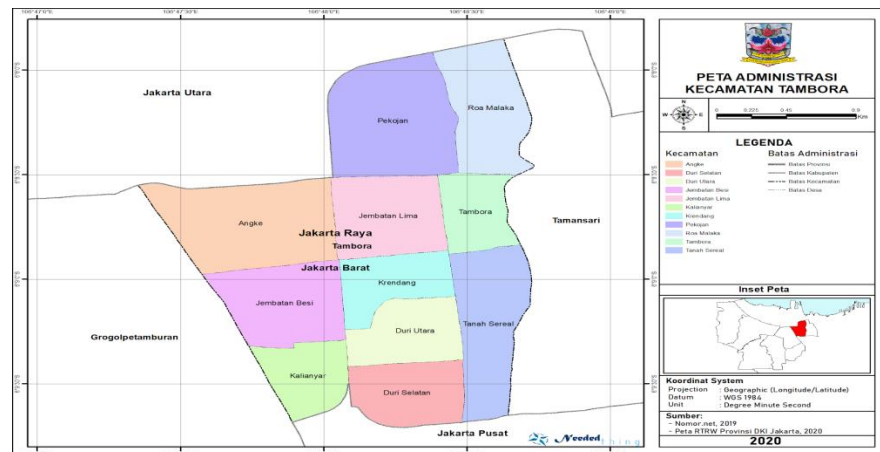 106°47'0"E 106°47'30"E 106°48'0"E 106°48'30"E 106°49'0"E
Jakarta Utara
Roa Malaka
Pekojan
Angke
Jembatan Lima
Tambora
Tamansari
Jakarta Raya
Tambora
Jakarta Barat
Krendang
Jembatan Besi
Grogolpetamburan
Duri Utara
Tanah Sereal
Kalianyar
Duri Selatan
Jakarta Pusat
Needed
thing
PETA ADMINISTRASI
KECAMATAN TAMBORA
N
W E
S
0 0.225 0.45 0.9
Km
LEGENDA
Kecamatan
Angke
Duri Selatan
Duri Utara
Jembatan Besi
Jembatan Lima
Kalianyar
Krendang
Pekojan
Roa Malaka
Tambora
Tanah Sereal
Batas Administrasi
Batas Provinsi
Batas Kabupaten
Batas Kecamatan
Batas Desa
Inset Peta
Koordinat System
Projection : Geographic (Longitude/Latitude)
Datum : WGS 1984
Unit : Degree Minute Second
Sumber:
- Nomor.net, 2019
- Peta RTRW Provinsi DKI Jakarta, 2020
2020